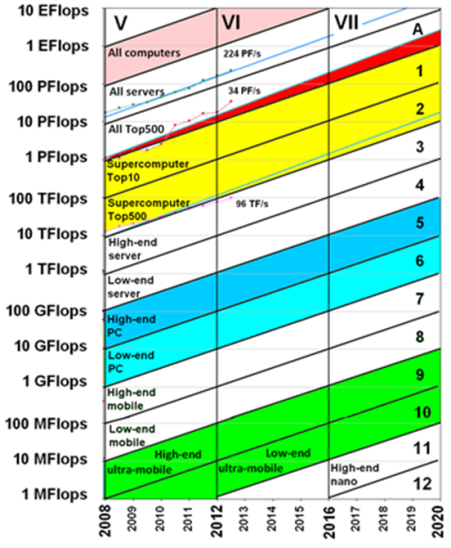 10 EFlops
1 EFlops
100 PFlops
10 PFlops
1 PFlops
100 TFlops
10 TFlops
1 TFlops
100 GFlops
10 GFlops
1 GFlops
100 MFlops
10 MFlops
1 MFlops
V
VI
VII
All computers
224 PF/s
All servers
34 PF/s
All Top500
Supercomputer
Top10
Supercomputer
Top500
96 TF/s
High-end
server
Low-end
server
High-end
PC
Low-end
PC
High-end
mobile
Low-end
mobile
High-end
ultra-mobile
Low-end
ultra-mobile
High-end
nano
A
1
2
3
4
5
6
7
8
9
10
11
12
2008
2009
2010
2011
2012
2013
2014
2015
2016
2017
2018
2019
2020